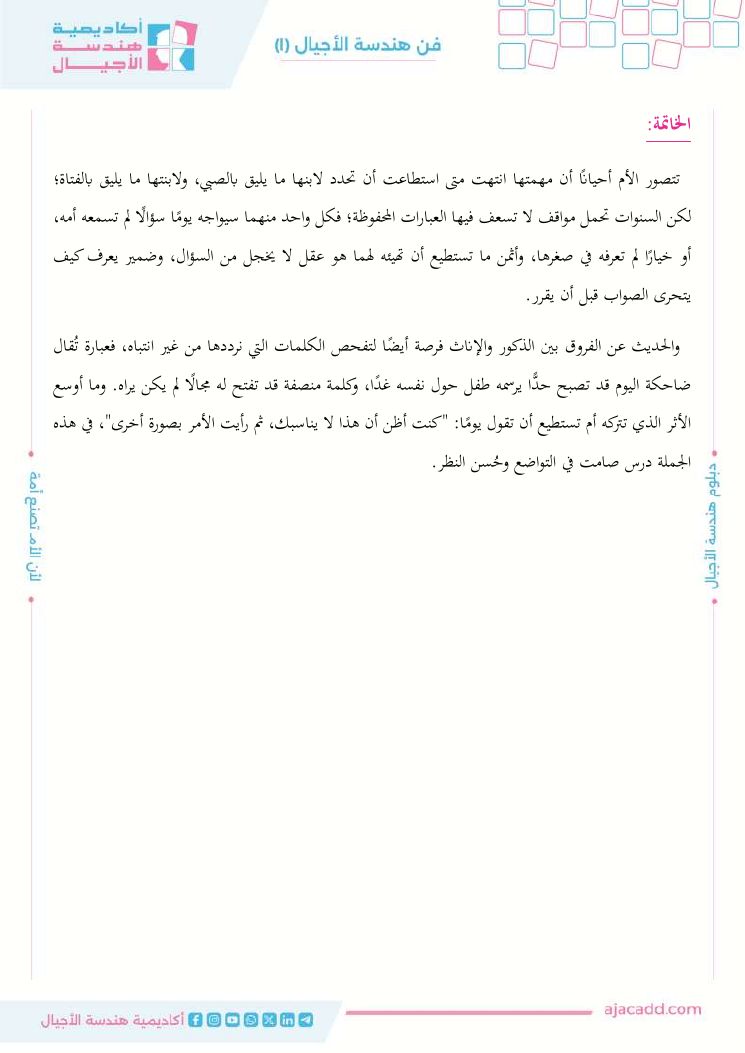 أكاديمية
هندسة
الأجيال
فن هندسة الأجيال (1)
الخاتمة:
تتصور الأم أحيانًا أن مهمتها انتهت متى استطاعت أن تحدد لابنها ما يليق بالصبي، ولابنتها ما يليق بالفتاة؛
لكن السنوات تحمل مواقف لا تسعف فيها العبارات المحفوظة؛ فكل واحد منهما سيواجه يومًا سؤالًا لم تسمعه أمه،
أو خيارًا لم تعرفه في صغرها، وأثمن ما تستطيع أن تهيئه لهما هو عقل لا يخجل من السؤال، وضمير يعرف كيف
يتحرى الصواب قبل أن يقرر.
والحديث عن الفروق بين الذكور والإناث فرصة أيضًا لتفحص الكلمات التي نرددها من غير انتباه، فعبارة تُقال
ضاحكة اليوم قد تصبح حدًّا يرسمه طفل حول نفسه غدًا، وكلمة منصفة قد تفتح له مجالًا لم يكن يراه. وما أوسع
الأثر الذي تتركه أم تستطيع أن تقول يومًا: "كنت أظن أن هذا لا يناسبك، ثم رأيت الأمر بصورة أخرى"، في هذه
الجملة درس صامت في التواضع وحُسن النظر.
دبلوم هندسة الأجيال
لأن الأم تصنع أمة
أكاديمية هندسة الأجيال
ajacadd.com